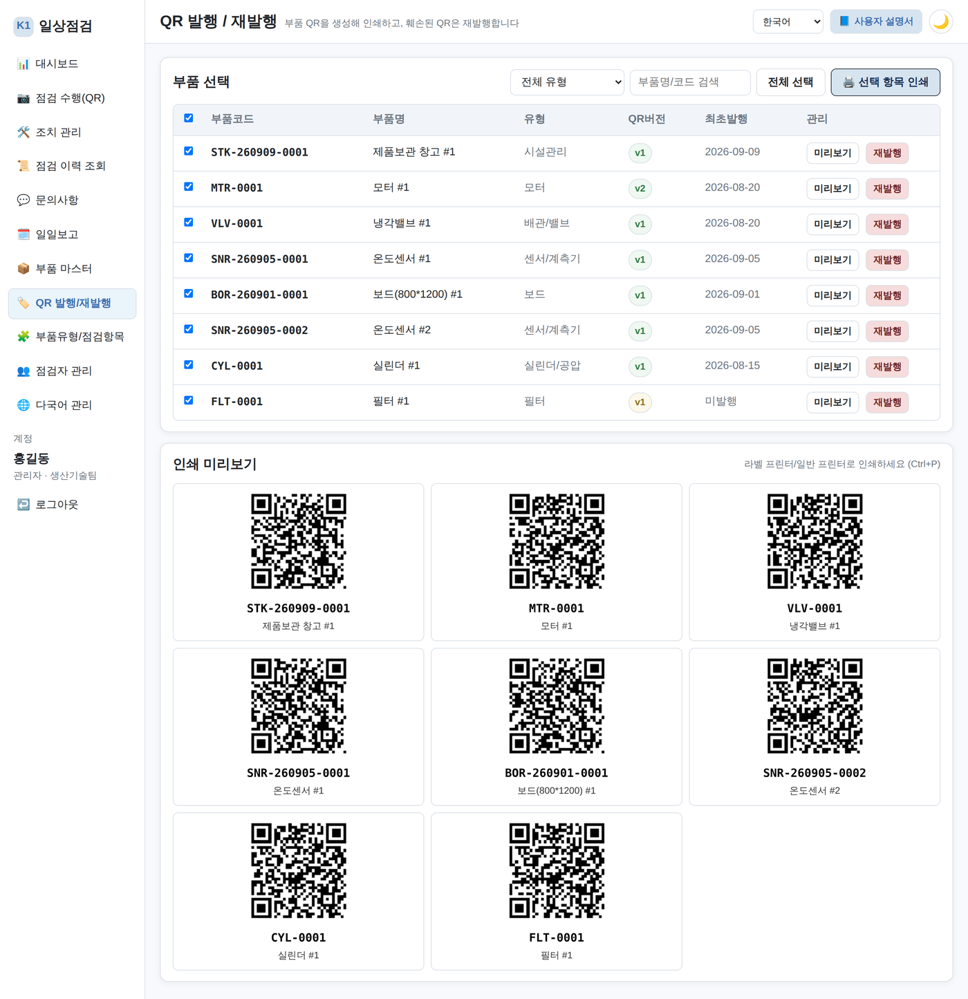 K1 일상점검
대시보드
점검 수행(QR)
조치 관리
점검 이력 조회
문의사항
일일보고
부품 마스터
QR 발행/재발행
부품유형/점검항목
점검자 관리
다국어 관리
계정
홍길동
관리자 · 생산기술팀
로그아웃
QR 발행 / 재발행 부품 QR을 생성해 인쇄하고, 훼손된 QR은 재발행합니다
한국어 사용자 설명서
부품 선택 전체 유형 부품명/코드 검색 전체 선택 선택 항목 인쇄
부품코드 부품명 유형 QR버전 최초발행 관리
STK-260909-0001 제품보관 창고 #1 시설관리 v1 2026-09-09 미리보기 재발행
MTR-0001 모터 #1 모터 v2 2026-08-20 미리보기 재발행
VLV-0001 냉각밸브 #1 배관/밸브 v1 2026-08-20 미리보기 재발행
SNR-260905-0001 온도센서 #1 센서/계측기 v1 2026-09-05 미리보기 재발행
BOR-260901-0001 보드(800*1200) #1 보드 v1 2026-09-01 미리보기 재발행
SNR-260905-0002 온도센서 #2 센서/계측기 v1 2026-09-05 미리보기 재발행
CYL-0001 실린더 #1 실린더/공압 v1 2026-08-15 미리보기 재발행
FLT-0001 필터 #1 필터 v1 미발행 미리보기 재발행
인쇄 미리보기 라벨 프린터/일반 프린터로 인쇄하세요 (Ctrl+P)
STK-260909-0001 MTR-0001 VLV-0001
제품보관 창고 #1 모터 #1 냉각밸브 #1
SNR-260905-0001 BOR-260901-0001 SNR-260905-0002
온도센서 #1 보드(800*1200) #1 온도센서 #2
CYL-0001 FLT-0001
실린더 #1 필터 #1